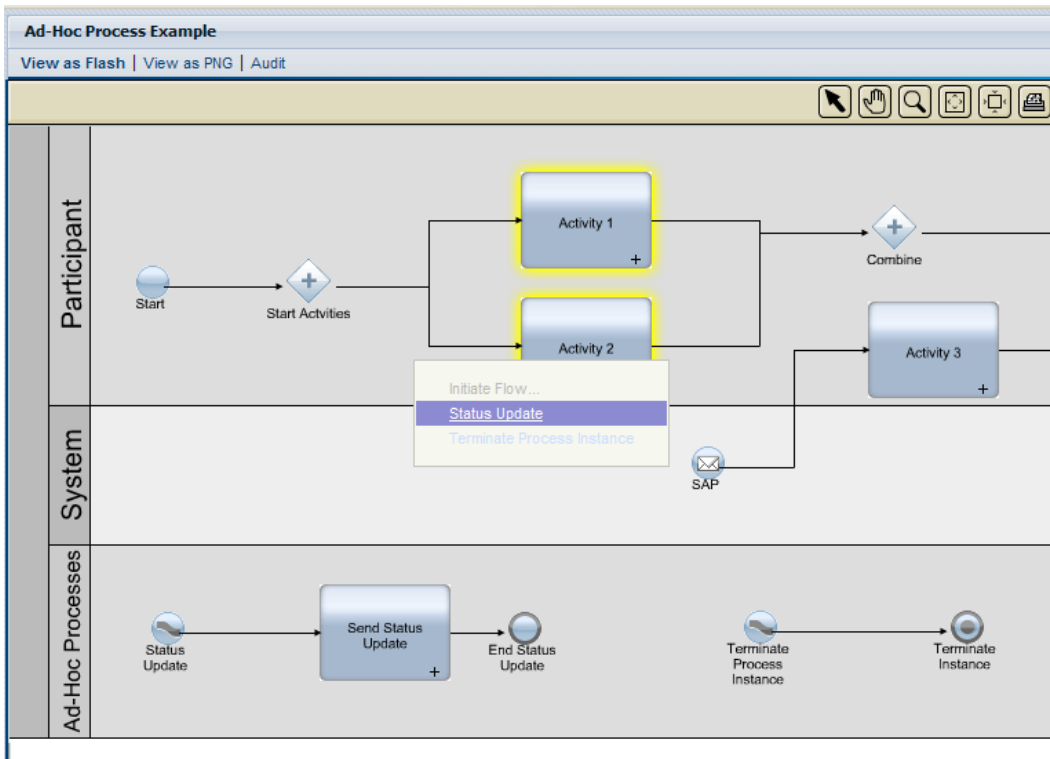 Ad-Hoc Process Example
View as Flash | View as PNG | Audit
Participant
Start
Start Actvities
Activity 1
Activity 2
Combine
Activity 3
Initiate Flow...
Status Update
Terminate Process Instance
System
SAP
Ad-Hoc Processes
Status
Update
Send Status
Update
End Status
Update
Terminate
Process
Instance
Terminate
Instance